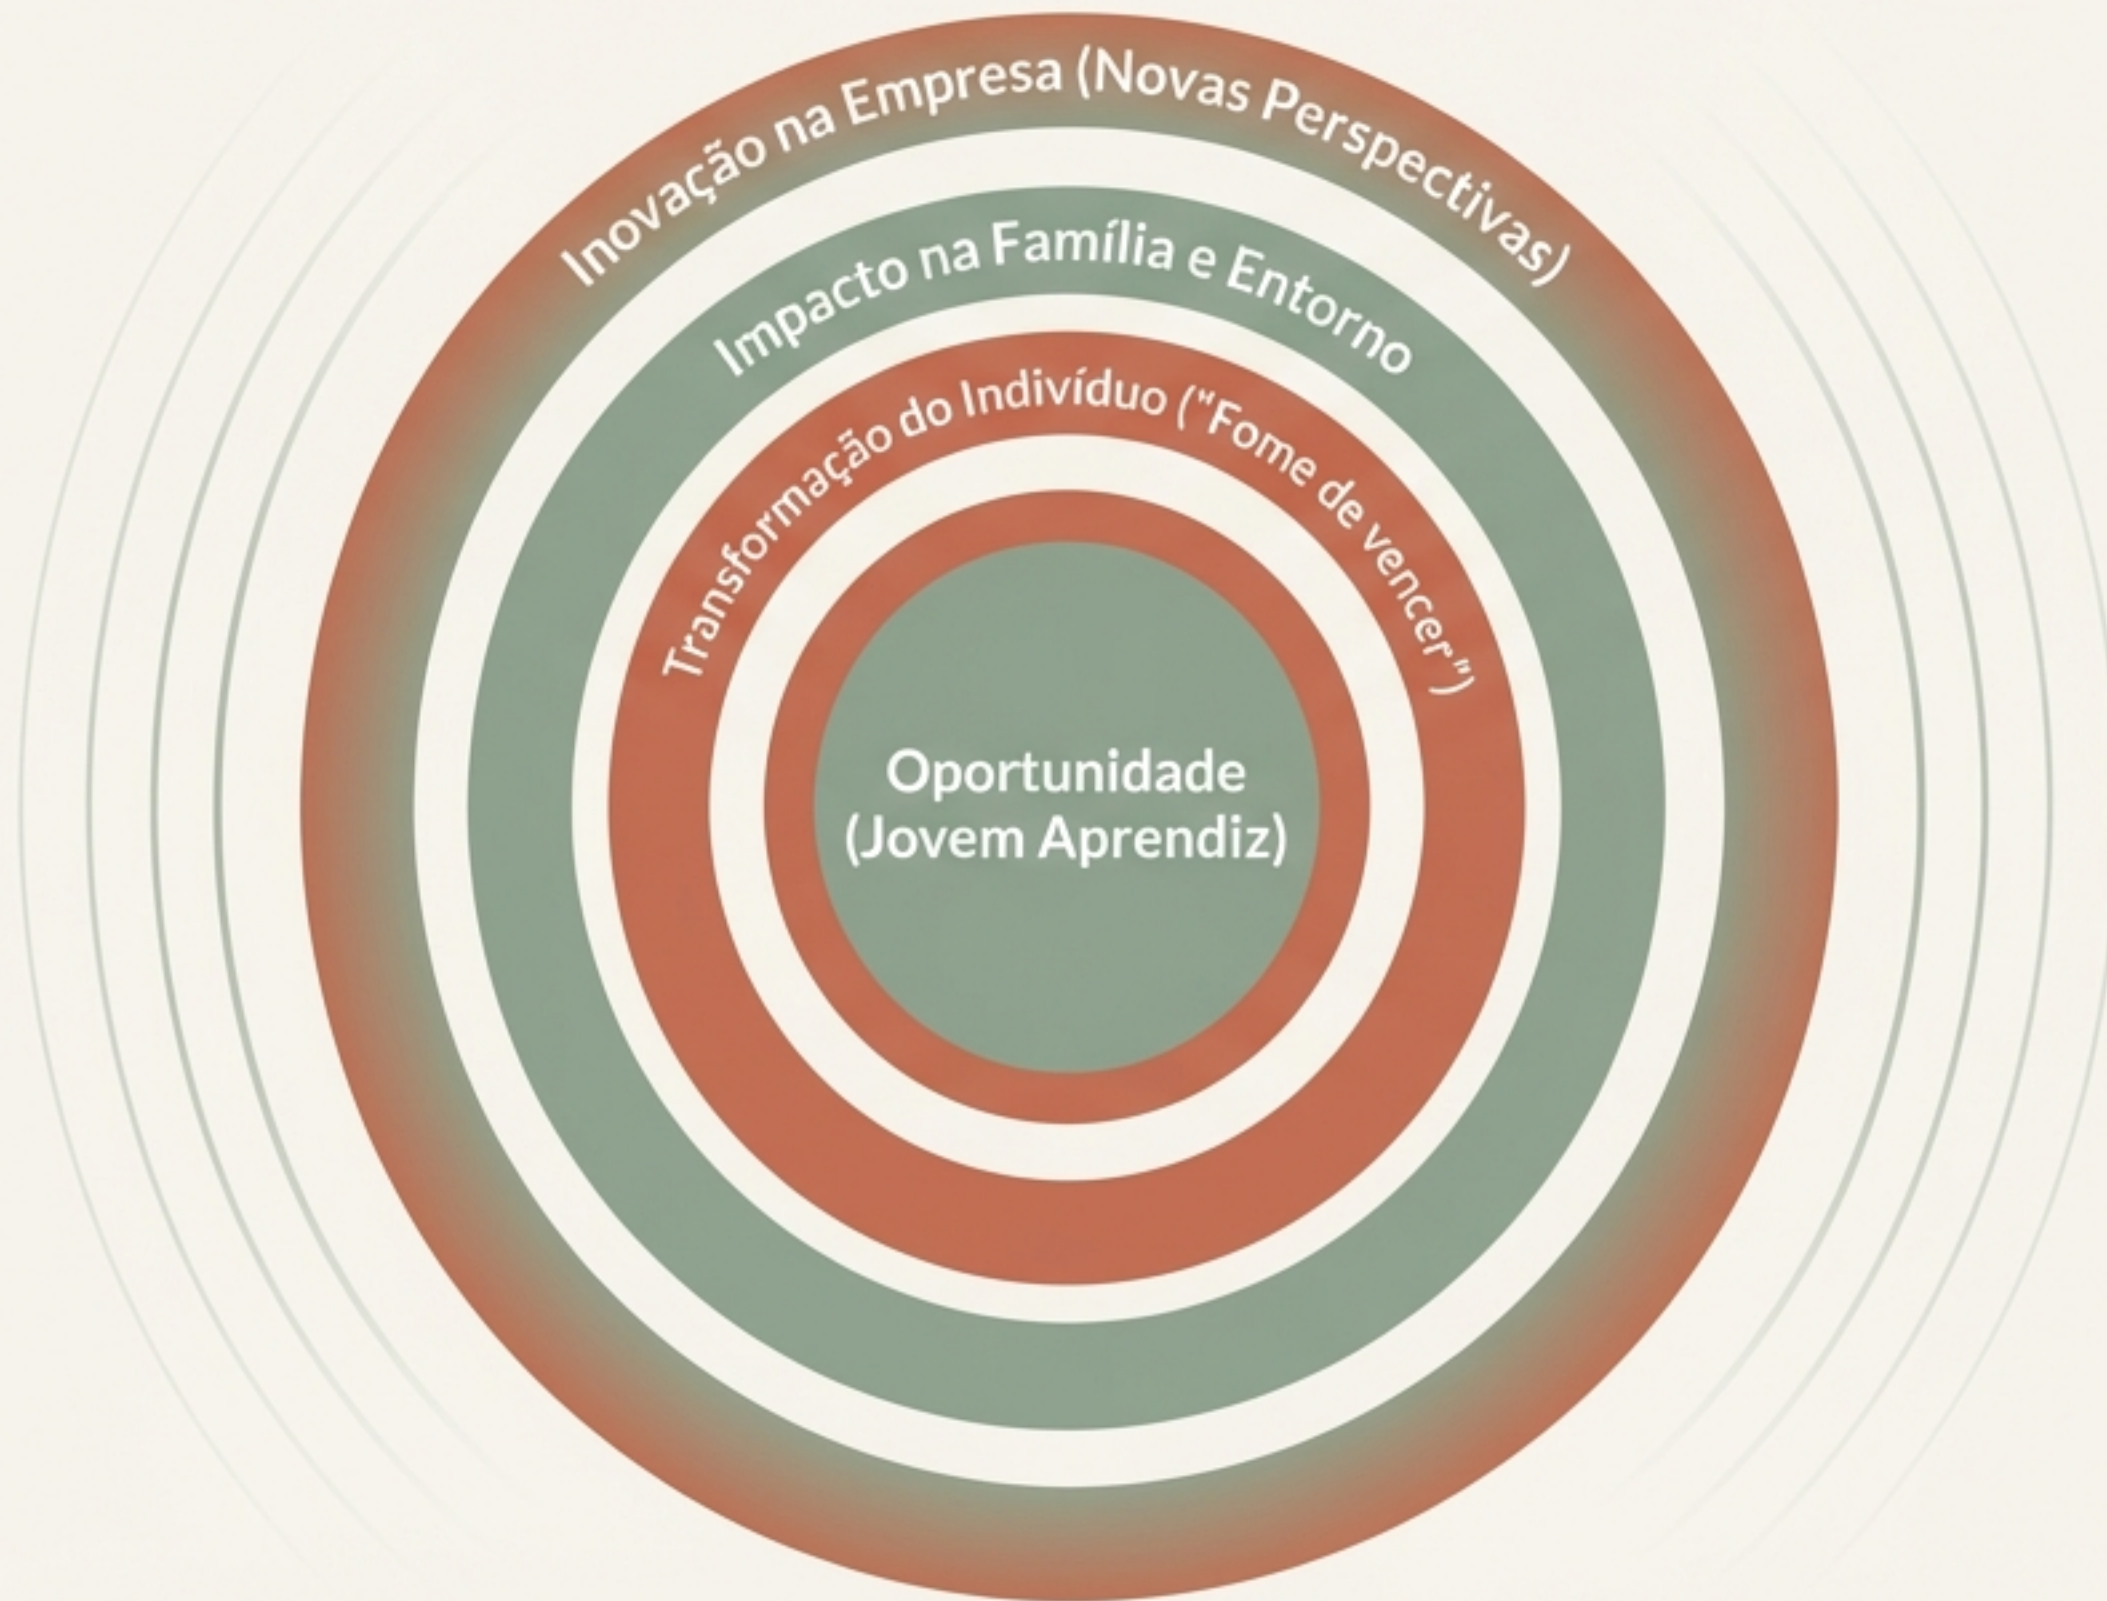 Inovação na Empresa (Novas Perspectivas)
Impacto na Família e Entorno
Transformação do Indivíduo ("Fome de vencer")
Oportunidade
(Jovem Aprendiz)